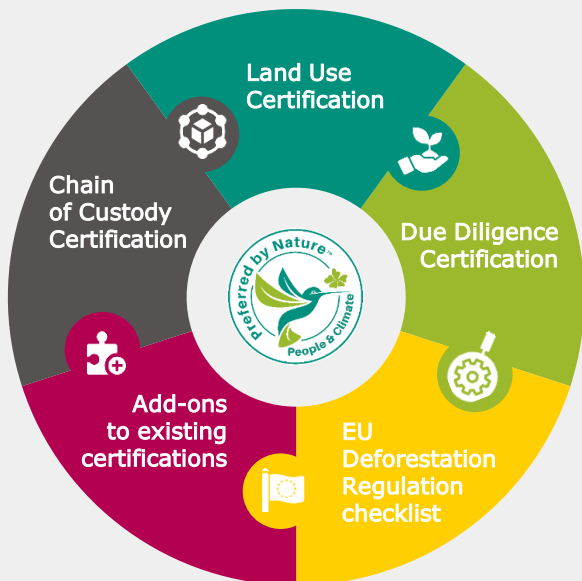 Land Use
Certification
Due Diligence
Certification
EU
Deforestation
Regulation
checklist
Add-ons
to existing
certifications
Chain
of Custody
Certification
Preferred by Nature™
People & Climate